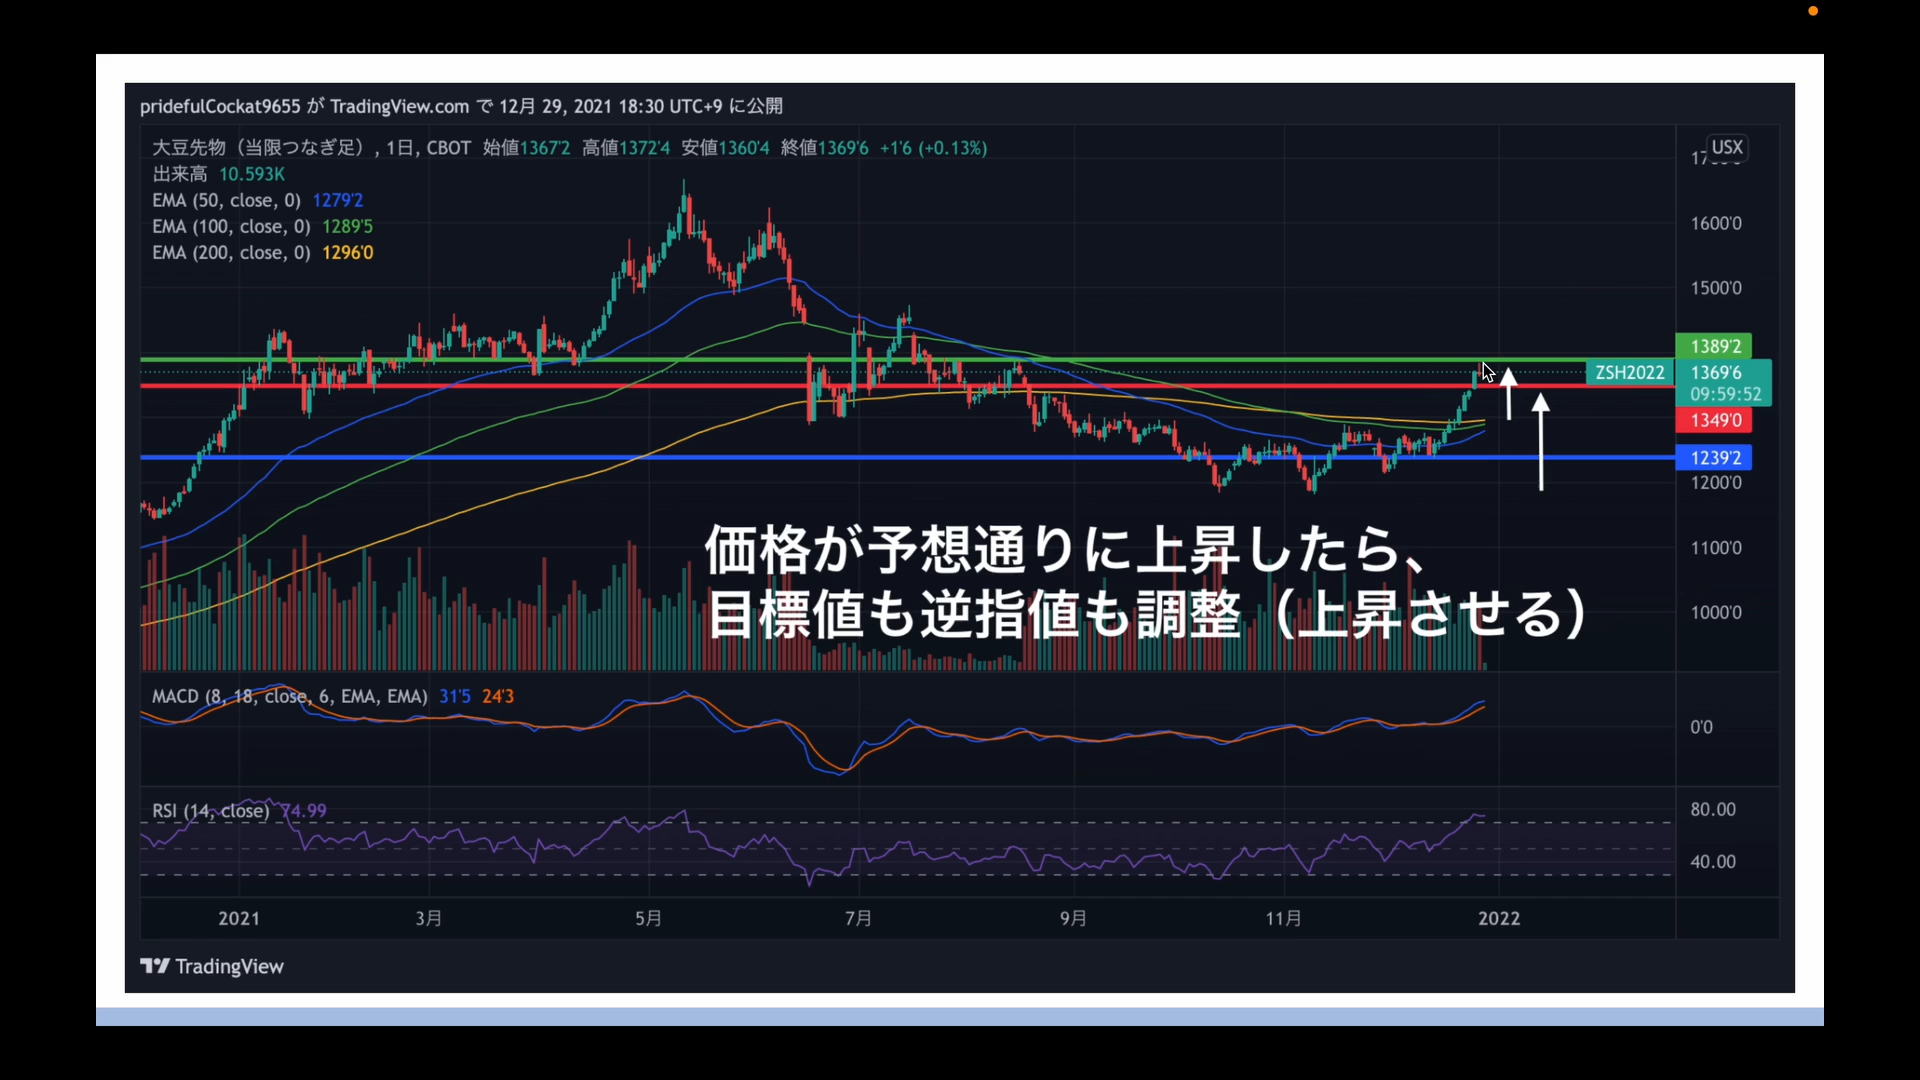 pridefulCockat9655 が TradingView.com で 12月 29, 2021 18:30 UTC+9 に公開
大豆先物（当限つなぎ足）, 1日, CBOT 始値1367'2 高値1372'4 安値1360'4 終値1369'6 +1'6 (+0.13%)
出来高 10.593K
EMA (50, close, 0) 1279'2
EMA (100, close, 0) 1289'5
EMA (200, close, 0) 1296'0
USX
1600'0
1500'0
1389'2
ZSH2022 1369'6
09:59:52
1349'0
1239'2
1200'0
1100'0
1000'0
価格が予想通りに上昇したら、
目標値も逆指値も調整（上昇させる）
MACD (8, 18, close, 6, EMA, EMA) 31'5 24'3
0'0
RSI (14, close) 74.99
80.00
40.00
2021 3月 5月 7月 9月 11月 2022
TradingView